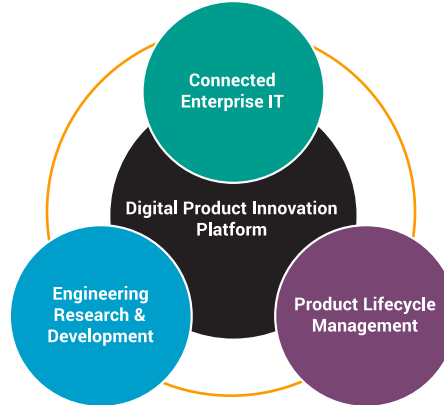 Connected
Enterprise IT
Digital Product Innovation
Platform
Engineering
Research &
Development
Product Lifecycle
Management